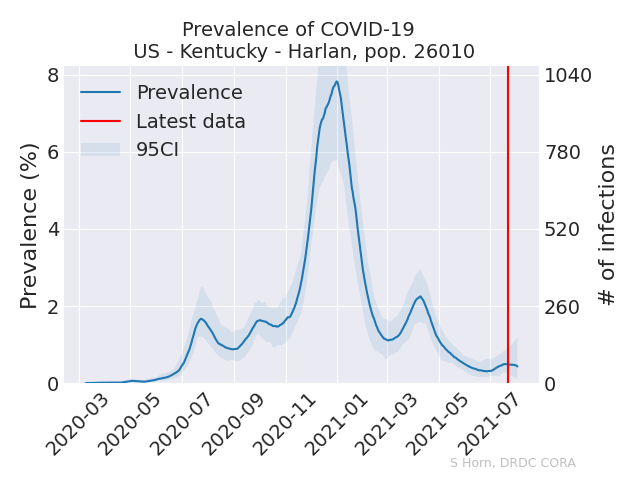 Prevalence of COVID-19
US - Kentucky - Harlan, pop. 26010
Prevalence (%)
8
6
4
2
0
Prevalence
Latest data
95CI
1040
780
520
260
0
# of infections
2020-03
2020-05
2020-07
2020-09
2020-11
2021-01
2021-03
2021-05
2021-07
S Horn, DRDC CORA